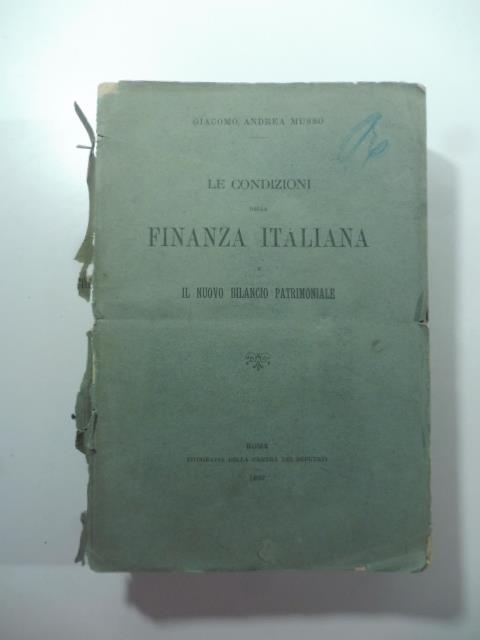 GIACOMO ANDREA MUSSO
LE CONDIZIONI
DELLA
FINANZA ITALIANA
E
IL NUOVO BILANCIO PATRIMONIALE
ROMA
TIPOGRAFIA DELLA CAMERA DEI DEPUTATI